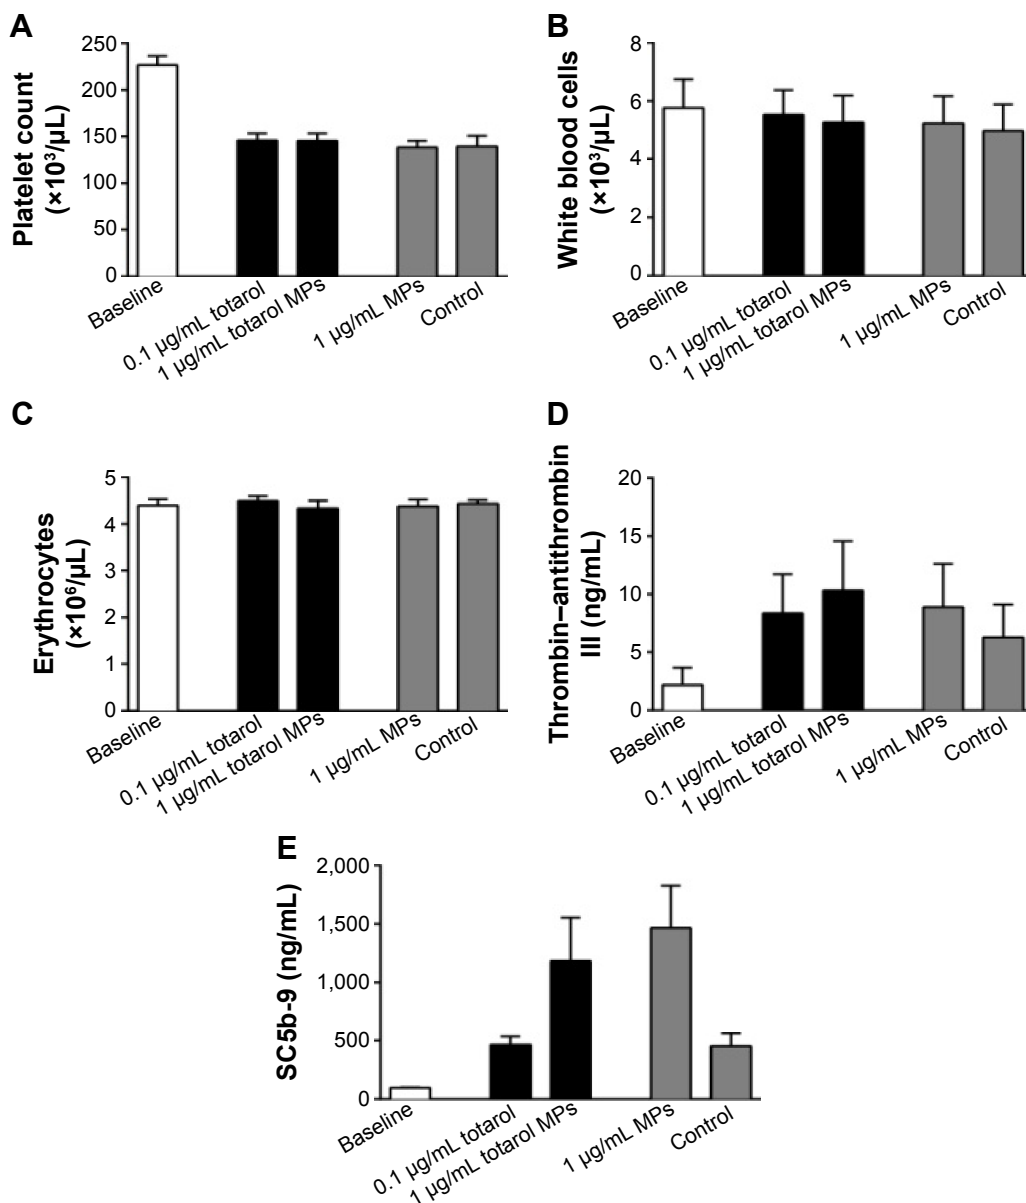 A
Platelet count
(×10³/µL)
250
200
150
100
50
0
Baseline
0.1 µg/mL totarol
1 µg/mL totarol MPs
1 µg/mL MPs
Control
B
White blood cells
(×10³/µL)
8
6
4
2
0
Baseline
0.1 µg/mL totarol
1 µg/mL totarol MPs
1 µg/mL MPs
Control
C
Erythrocytes
(×10⁶/µL)
5
4
3
2
1
0
Baseline
0.1 µg/mL totarol
1 µg/mL totarol MPs
1 µg/mL MPs
Control
D
Thrombin–antithrombin
III (ng/mL)
20
15
10
5
0
Baseline
0.1 µg/mL totarol
1 µg/mL totarol MPs
1 µg/mL MPs
Control
E
SC5b-9 (ng/mL)
2,000
1,500
1,000
500
0
Baseline
0.1 µg/mL totarol
1 µg/mL totarol MPs
1 µg/mL MPs
Control